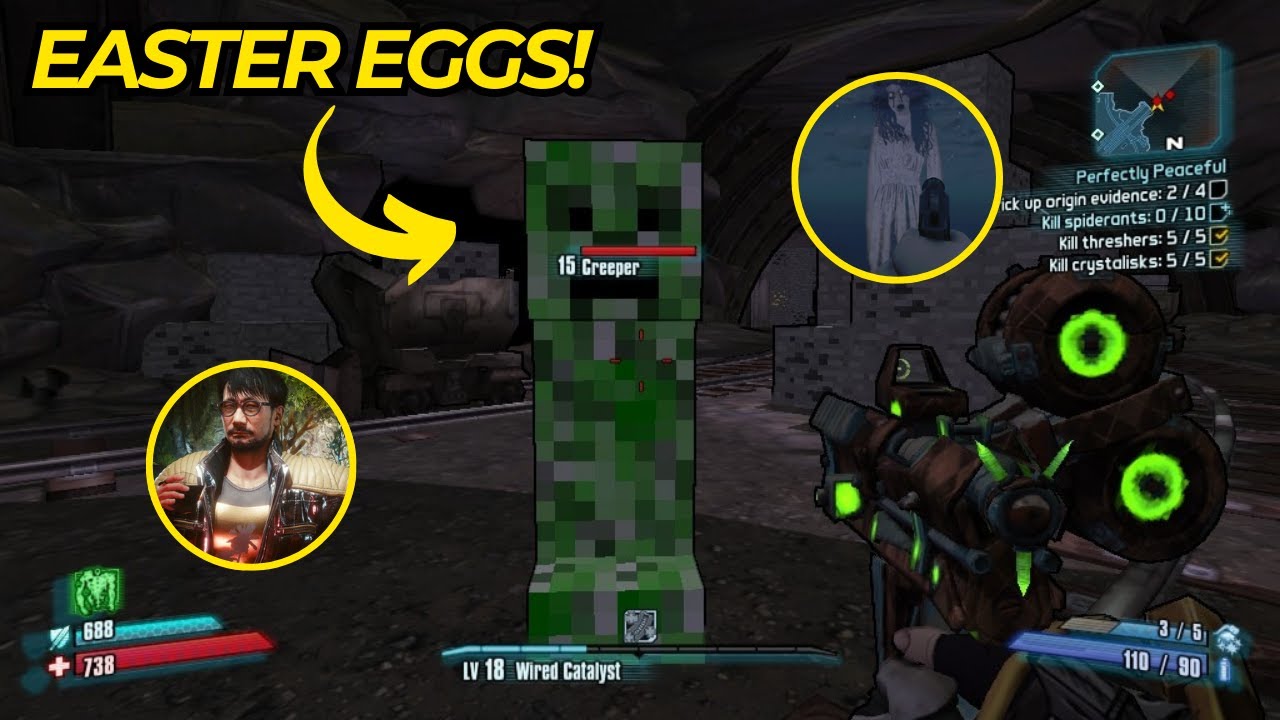 EASTER EGGS!
N
Perfectly Peaceful
ick up origin evidence: 2 / 4
Kill spiderants: 0 / 10
Kill threshers: 5 / 5
Kill crystalisks: 5 / 5
15 Creeper
688
738
LV 18 Wired Catalyst
3 / 5
110 / 90